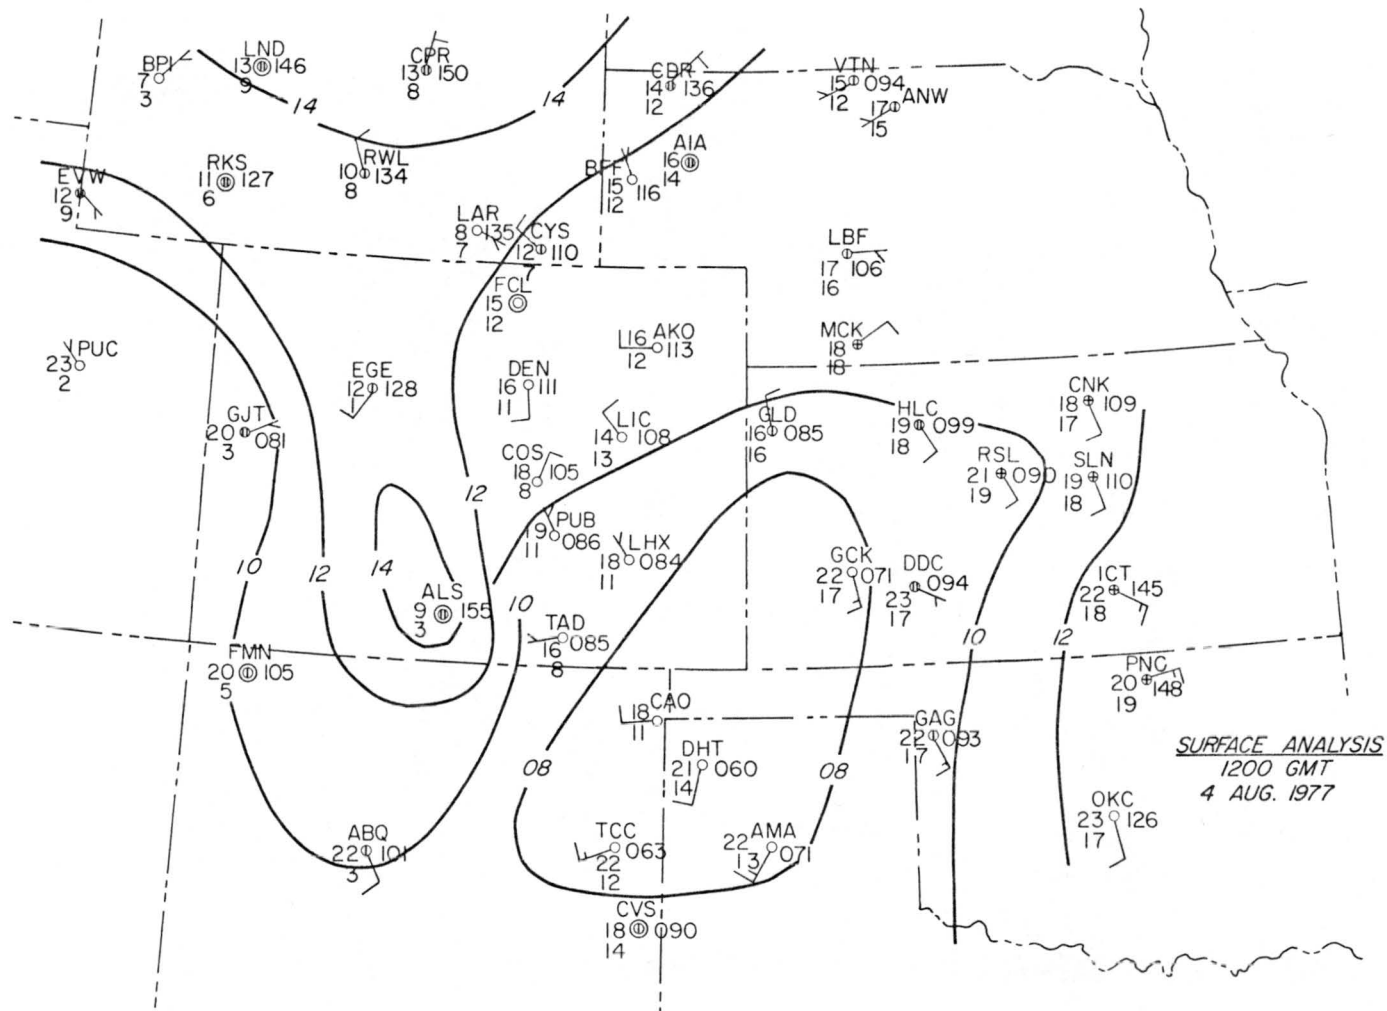 BPI
7
3
LND
13 146
9
CPR
13 150
8
14
14
CDR
14 136
12
VTN
15 094
12
ANW
17
15
EVW
12
9
RKS
11 127
6
RWL
10 134
8
BFF
15 116
12
AIA
16
14
LAR
8 135
7
CYS
12 110
7
FCL
15
12
LBF
17 106
16
PUC
23
2
AKO
16 113
12
MCK
18
18
EGE
12 128
1
DEN
16 111
11
GJT
20 081
3
LIC
14 108
13
GLD
16 085
16
HLC
19 099
18
CNK
18 109
17
COS
18 105
8
12
RSL
21 090
19
SLN
19 110
18
PUB
19 086
11
LHX
18 084
11
10
12
14
GCK
22 071
17
DDC
094
23
17
ICT
22 145
18
ALS
9 155
3
10
TAD
085
16
8
10
12
FMN
20 105
5
PNC
20 148
19
CAO
18
11
GAG
22 093
17
08
DHT
21 060
14
08
SURFACE ANALYSIS
1200 GMT
4 AUG. 1977
OKC
23 126
17
ABQ
22 101
3
TCC
063
22
12
AMA
22 071
13
CVS
18 090
14